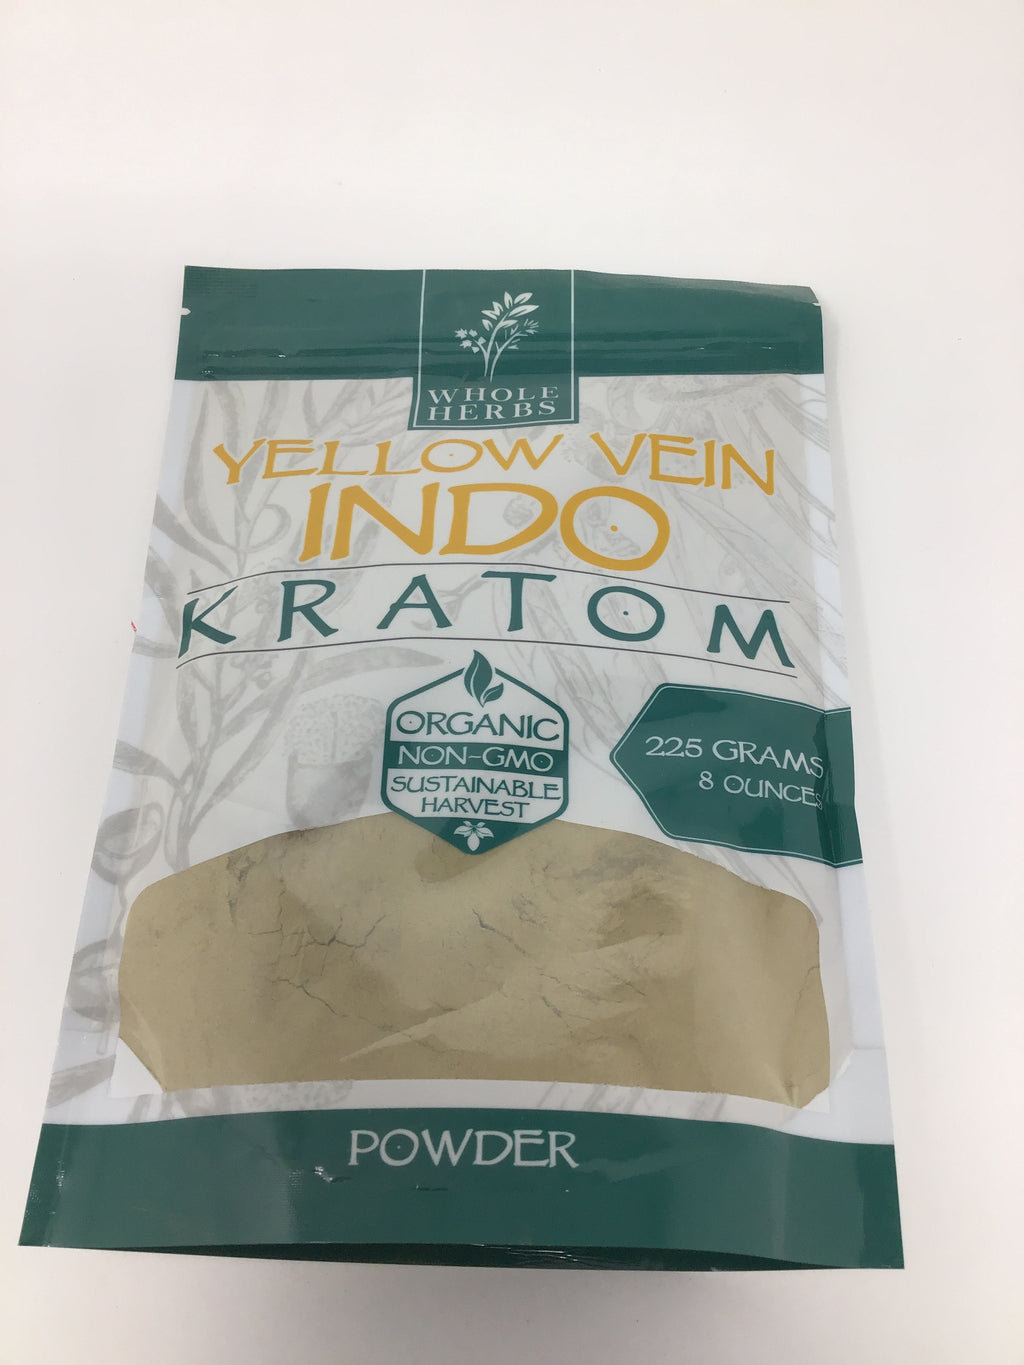 WHOLE
HERBS
YELLOW VEIN
INDO
KRATOM
ORGANIC
NON-GMO
SUSTAINABLE
HARVEST
225 GRAMS
8 OUNCES
POWDER